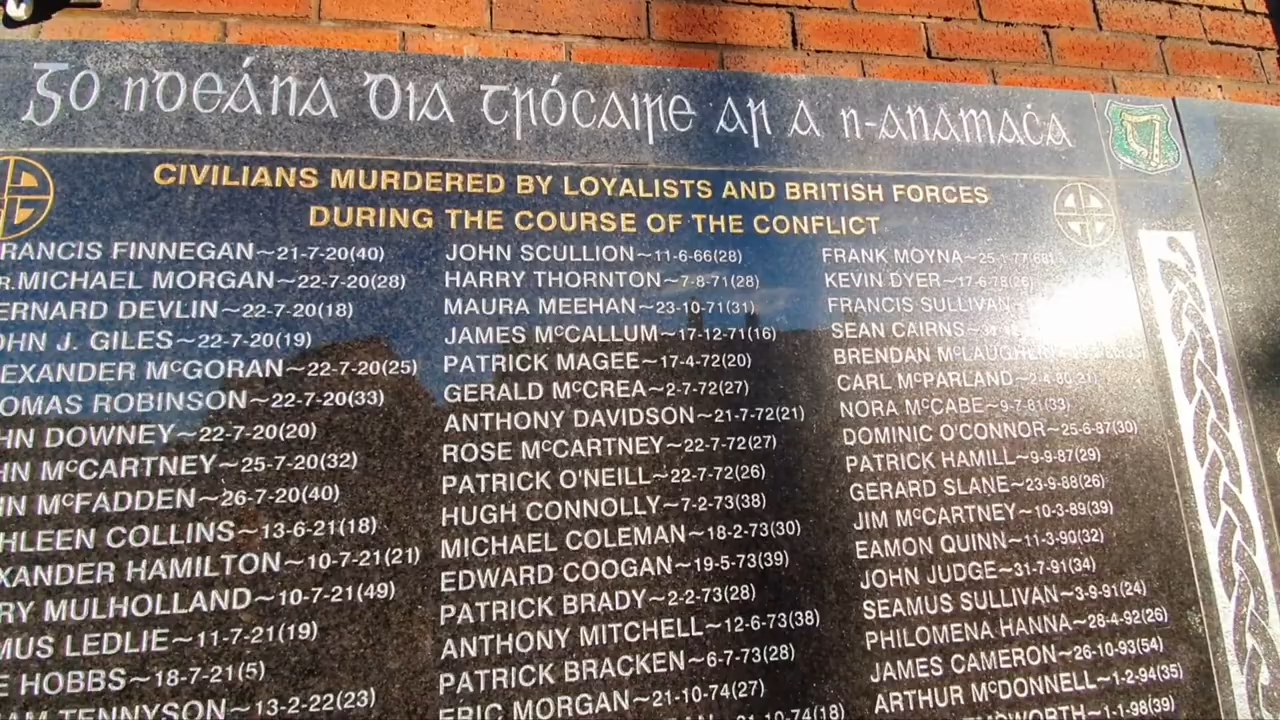 Go ndeána Dia trócaire ar a n-anamaċa
CIVILIANS MURDERED BY LOYALISTS AND BRITISH FORCES
DURING THE COURSE OF THE CONFLICT
RANCIS FINNEGAN~21-7-20(40)
R.MICHAEL MORGAN~22-7-20(28)
ERNARD DEVLIN~22-7-20(18)
OHN J. GILES~22-7-20(19)
EXANDER McGORAN~22-7-20(25)
OMAS ROBINSON~22-7-20(33)
HN DOWNEY~22-7-20(20)
HN McCARTNEY~25-7-20(32)
HN McFADDEN~26-7-20(40)
HLEEN COLLINS~13-6-21(18)
XANDER HAMILTON~10-7-21(21)
RY MULHOLLAND~10-7-21(49)
MUS LEDLIE~11-7-21(19)
E HOBBS~18-7-21(5)
AM TENNYSON~13-2-22(23)
JOHN SCULLION~11-6-66(28)
HARRY THORNTON~7-8-71(28)
MAURA MEEHAN~23-10-71(31)
JAMES McCALLUM~17-12-71(16)
PATRICK MAGEE~17-4-72(20)
GERALD McCREA~2-7-72(27)
ANTHONY DAVIDSON~21-7-72(21)
ROSE McCARTNEY~22-7-72(27)
PATRICK O'NEILL~22-7-72(26)
HUGH CONNOLLY~7-2-73(38)
MICHAEL COLEMAN~18-2-73(30)
EDWARD COOGAN~19-5-73(39)
PATRICK BRADY~2-2-73(28)
ANTHONY MITCHELL~12-6-73(38)
PATRICK BRACKEN~6-7-73(28)
ERIC MORGAN~21-10-74(27)
21-10-74(18)
FRANK MOYNA~25-1-77(68)
KEVIN DYER~17-6-78(26)
FRANCIS SULLIVAN~
SEAN CAIRNS~
BRENDAN McLAUGHLIN
CARL McPARLAND~2-4-80(21)
NORA McCABE~9-7-81(33)
DOMINIC O'CONNOR~25-6-87(30)
PATRICK HAMILL~9-9-87(29)
GERARD SLANE~23-9-88(26)
JIM McCARTNEY~10-3-89(39)
EAMON QUINN~11-3-90(32)
JOHN JUDGE~31-7-91(34)
SEAMUS SULLIVAN~3-9-91(24)
PHILOMENA HANNA~28-4-92(26)
JAMES CAMERON~26-10-93(54)
ARTHUR McDONNELL~1-2-94(35)
WORTH~1-1-98(39)